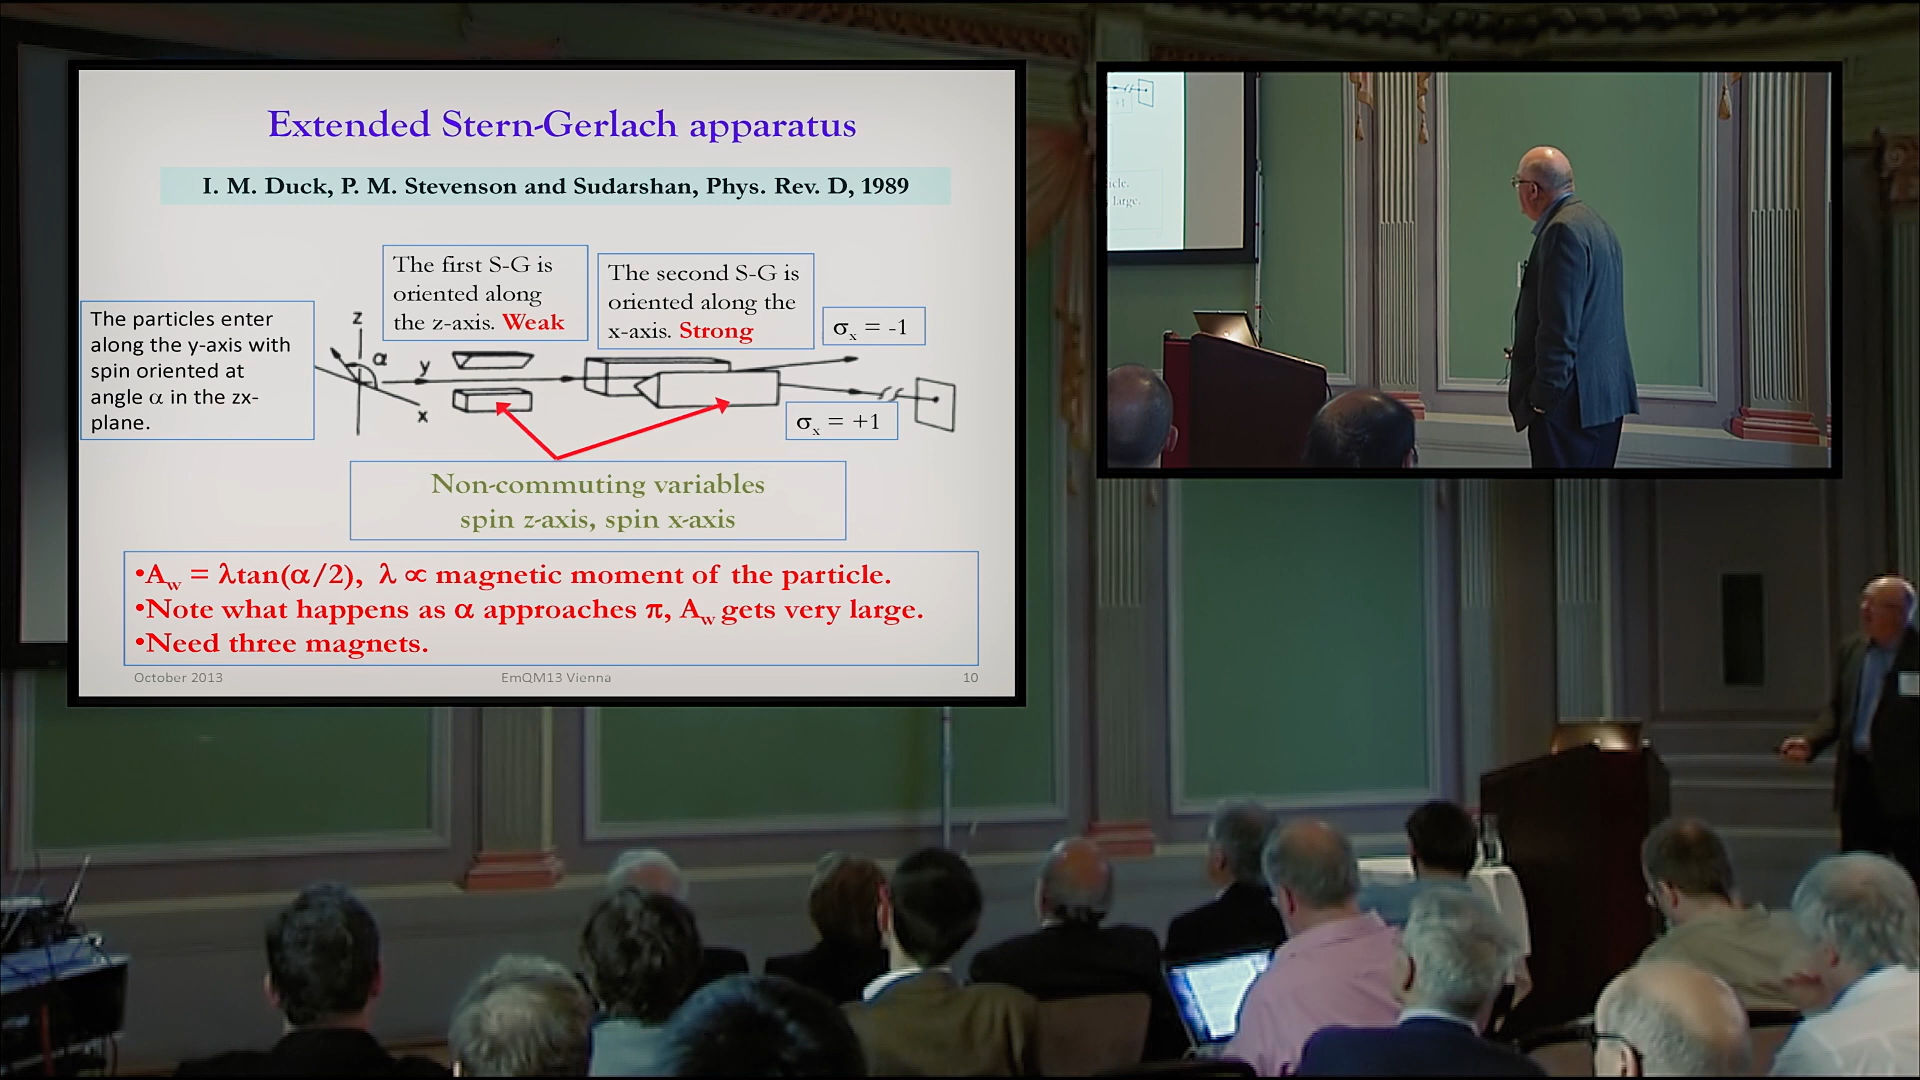 Extended Stern-Gerlach apparatus
I. M. Duck, P. M. Stevenson and Sudarshan, Phys. Rev. D, 1989
The particles enter
along the y-axis with
spin oriented at
angle α in the zx-
plane.
The first S-G is
oriented along
the z-axis. Weak
The second S-G is
oriented along the
x-axis. Strong
σx = -1
z
α
y
x
σx = +1
Non-commuting variables
spin z-axis, spin x-axis
•Aw = λtan(α/2), λ ∝ magnetic moment of the particle.
•Note what happens as α approaches π, Aw gets very large.
•Need three magnets.
October 2013
EmQM13 Vienna
10
+1
icle.
large.